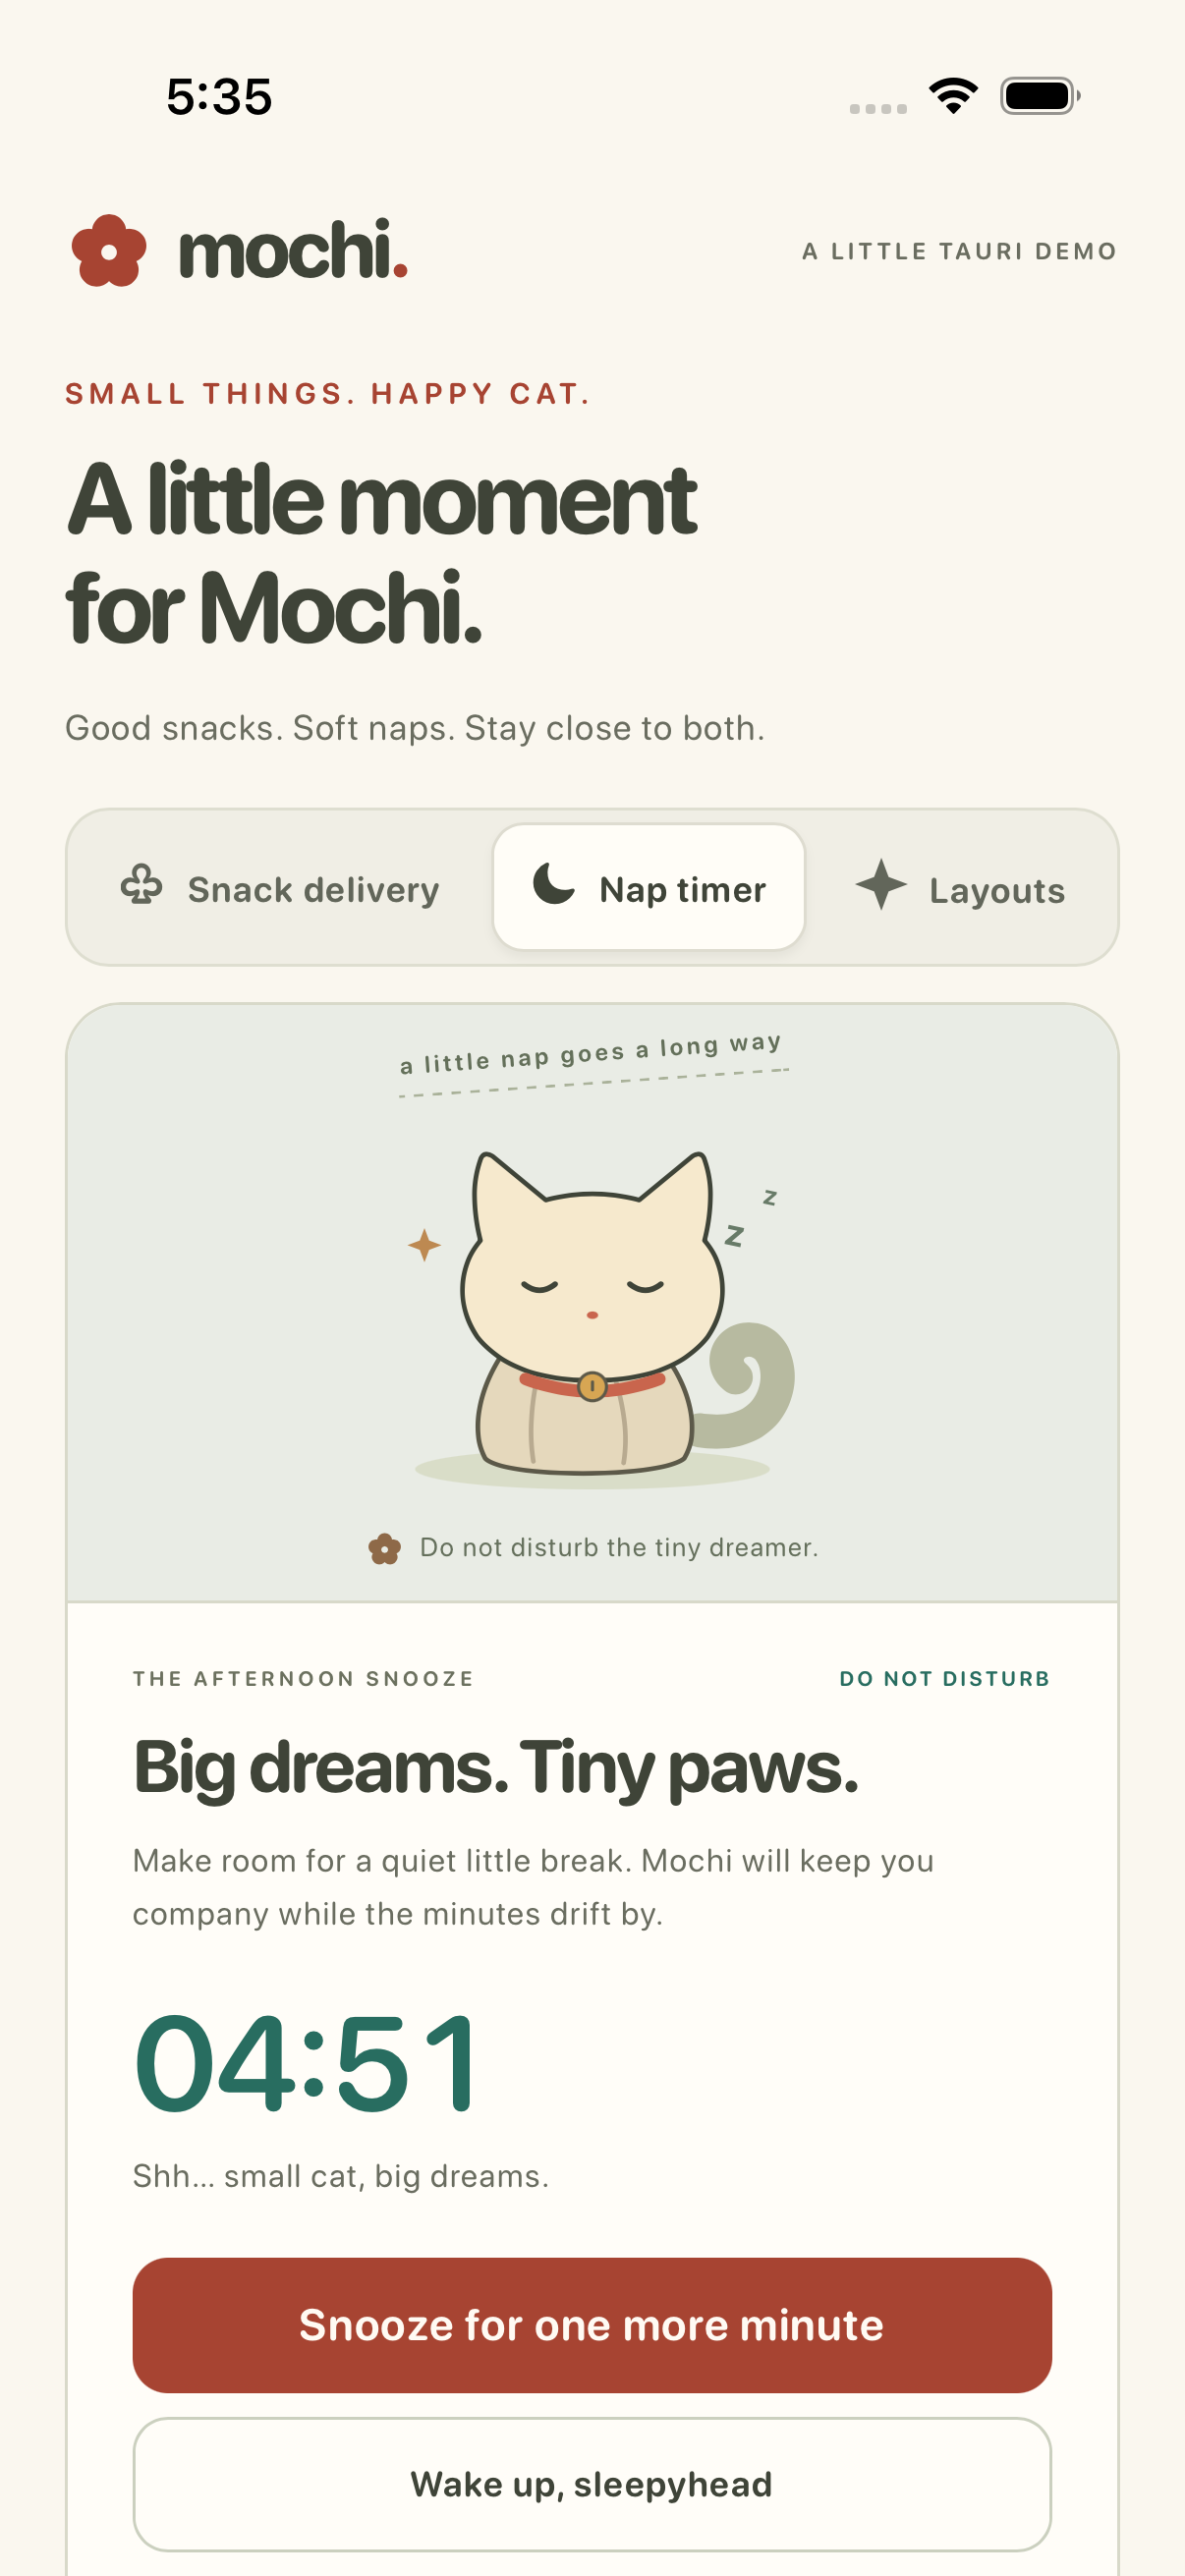 5:35
mochi.
A LITTLE TAURI DEMO
SMALL THINGS. HAPPY CAT.
A little moment
for Mochi.
Good snacks. Soft naps. Stay close to both.
Snack delivery
Nap timer
Layouts
a little nap goes a long way
z
z
Do not disturb the tiny dreamer.
THE AFTERNOON SNOOZE
DO NOT DISTURB
Big dreams. Tiny paws.
Make room for a quiet little break. Mochi will keep you
company while the minutes drift by.
04:51
Shh... small cat, big dreams.
Snooze for one more minute
Wake up, sleepyhead